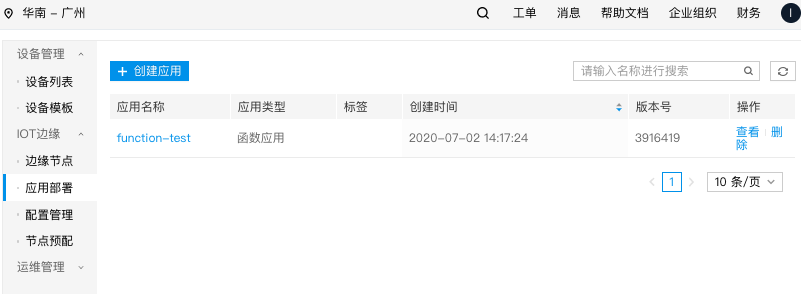 华南 - 广州
工单 消息 帮助文档 企业组织 财务 I
设备管理
设备列表
设备模板
IOT边缘
边缘节点
应用部署
配置管理
节点预配
运维管理
+ 创建应用
请输入名称进行搜索
应用名称 应用类型 标签 创建时间 版本号 操作
function-test 函数应用 2020-07-02 14:17:24 3916419 查看 | 删
除
1 10 条/页